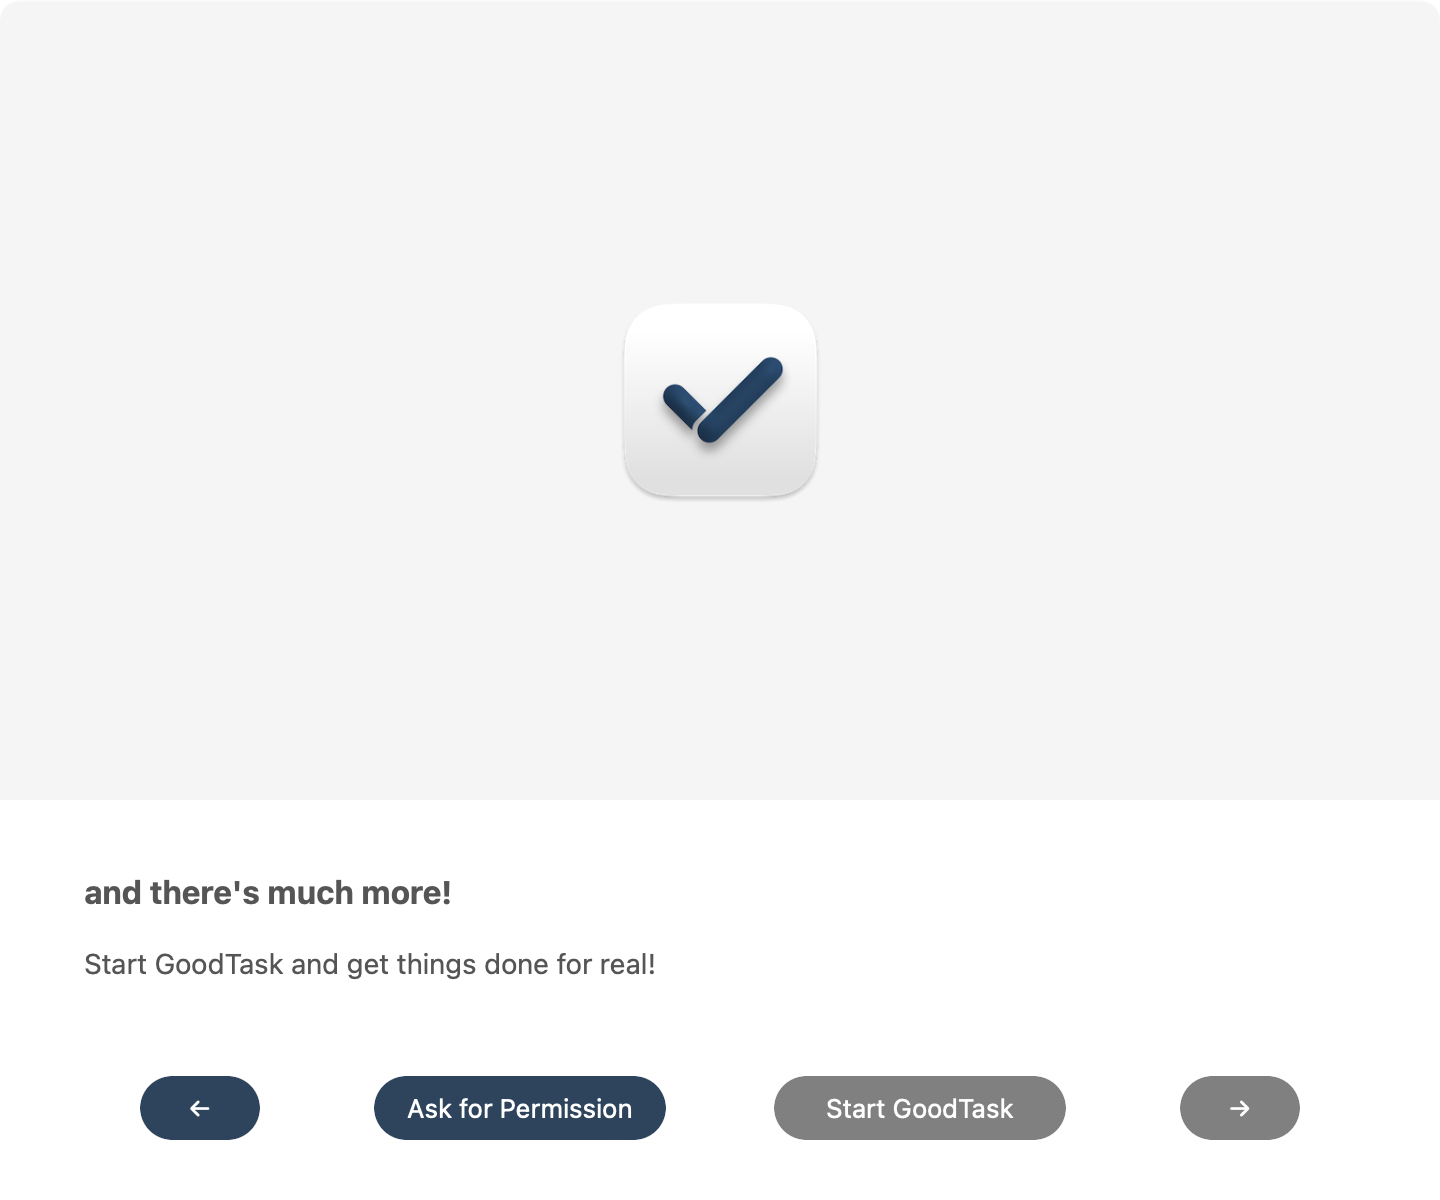 and there's much more!
Start GoodTask and get things done for real!
← Ask for Permission Start GoodTask →